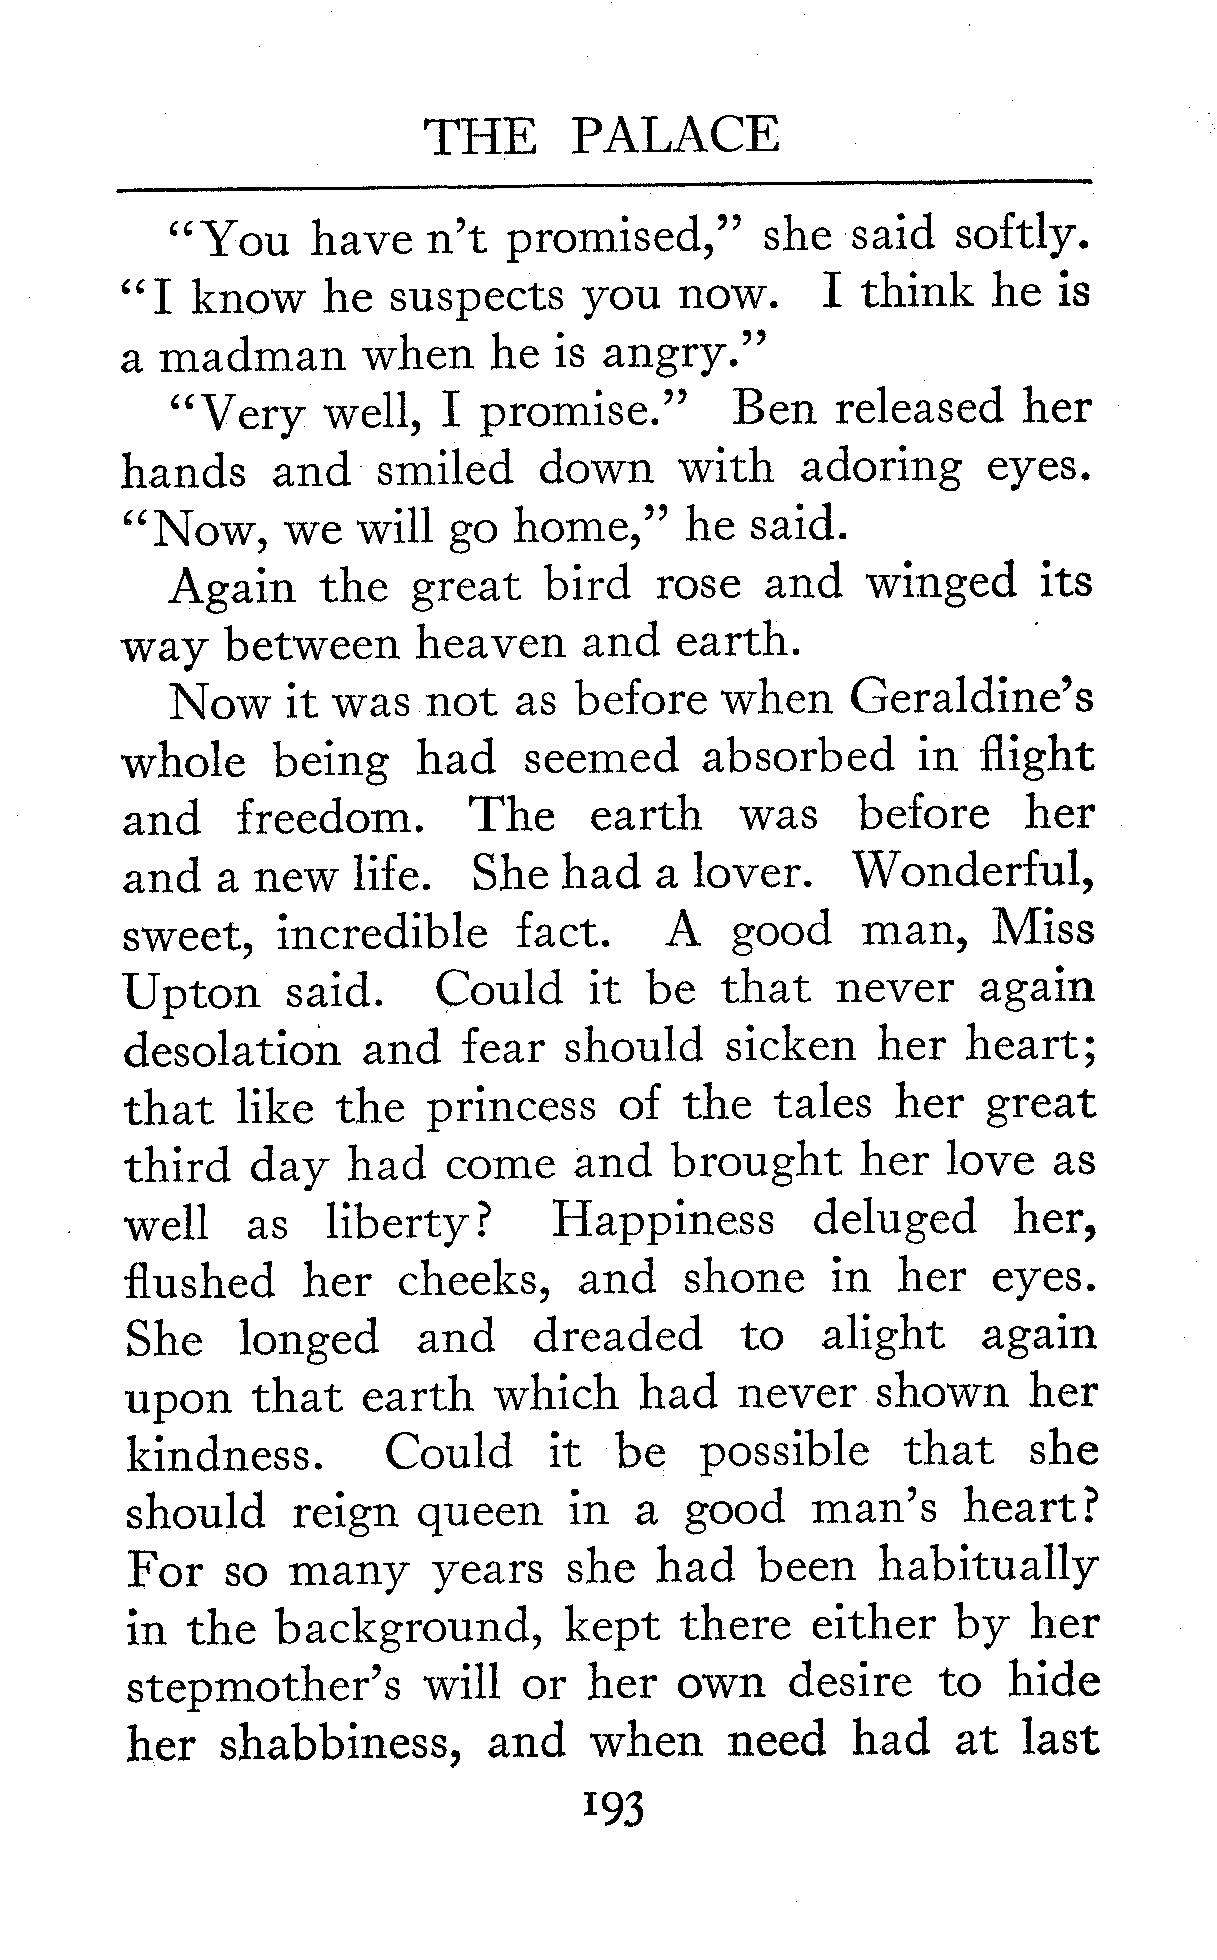 THE PALACE
"You have n't promised," she said softly.
"I know he suspects you now. I think he is
a madman when he is angry."
"Very well, I promise." Ben released her
hands and smiled down with adoring eyes.
"Now, we will go home," he said.
Again the great bird rose and winged its
way between heaven and earth.
Now it was not as before when Geraldine's
whole being had seemed absorbed in flight
and freedom. The earth was before her
and a new life. She had a lover. Wonderful,
sweet, incredible fact. A good man, Miss
Upton said. Could it be that never again
desolation and fear should sicken her heart;
that like the princess of the tales her great
third day had come and brought her love as
well as liberty? Happiness deluged her,
flushed her cheeks, and shone in her eyes.
She longed and dreaded to alight again
upon that earth which had never shown her
kindness. Could it be possible that she
should reign queen in a good man's heart?
For so many years she had been habitually
in the background, kept there either by her
stepmother's will or her own desire to hide
her shabbiness, and when need had at last
193